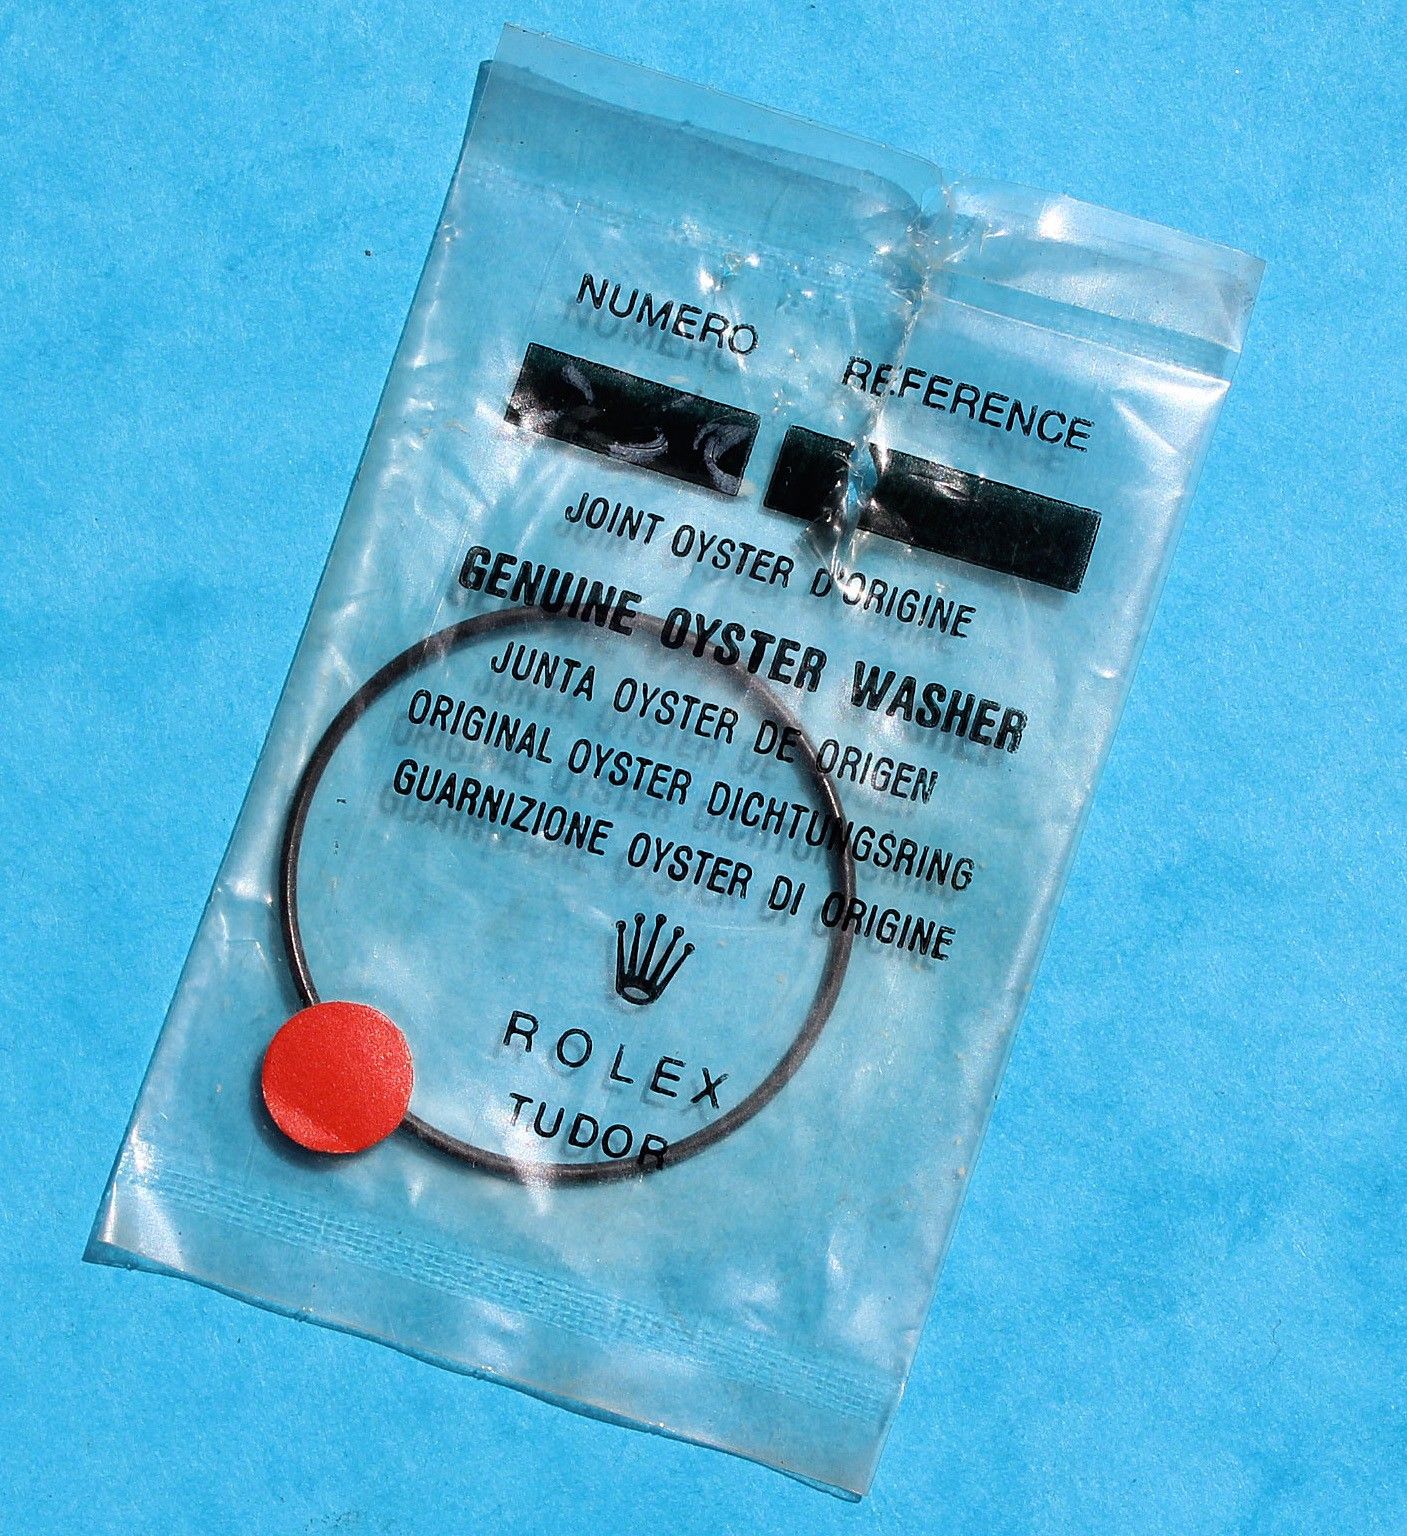 NUMERO REFERENCE
JOINT OYSTER D'ORIGINE
GENUINE OYSTER WASHER
JUNTA OYSTER DE ORIGEN
ORIGINAL OYSTER DICHTUNGSRING
GUARNIZIONE OYSTER DI ORIGINE
ROLEX
TUDOR